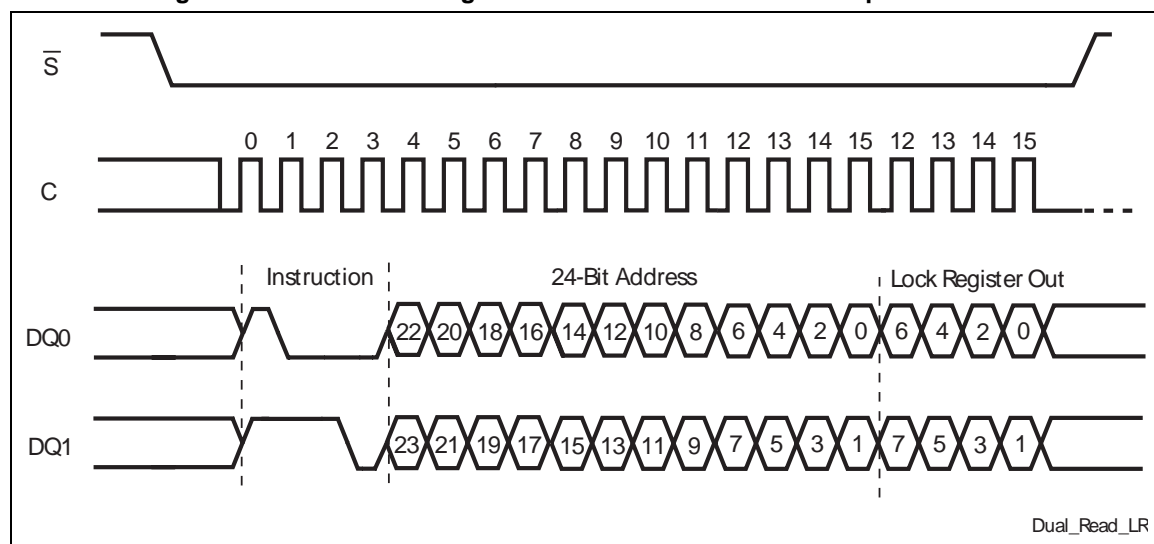 S̅
0 1 2 3 4 5 6 7 8 9 10 11 12 13 14 15 12 13 14 15
C
Instruction 24-Bit Address Lock Register Out
DQ0 22 20 18 16 14 12 10 8 6 4 2 0 6 4 2 0
DQ1 23 21 19 17 15 13 11 9 7 5 3 1 7 5 3 1
Dual_Read_LR